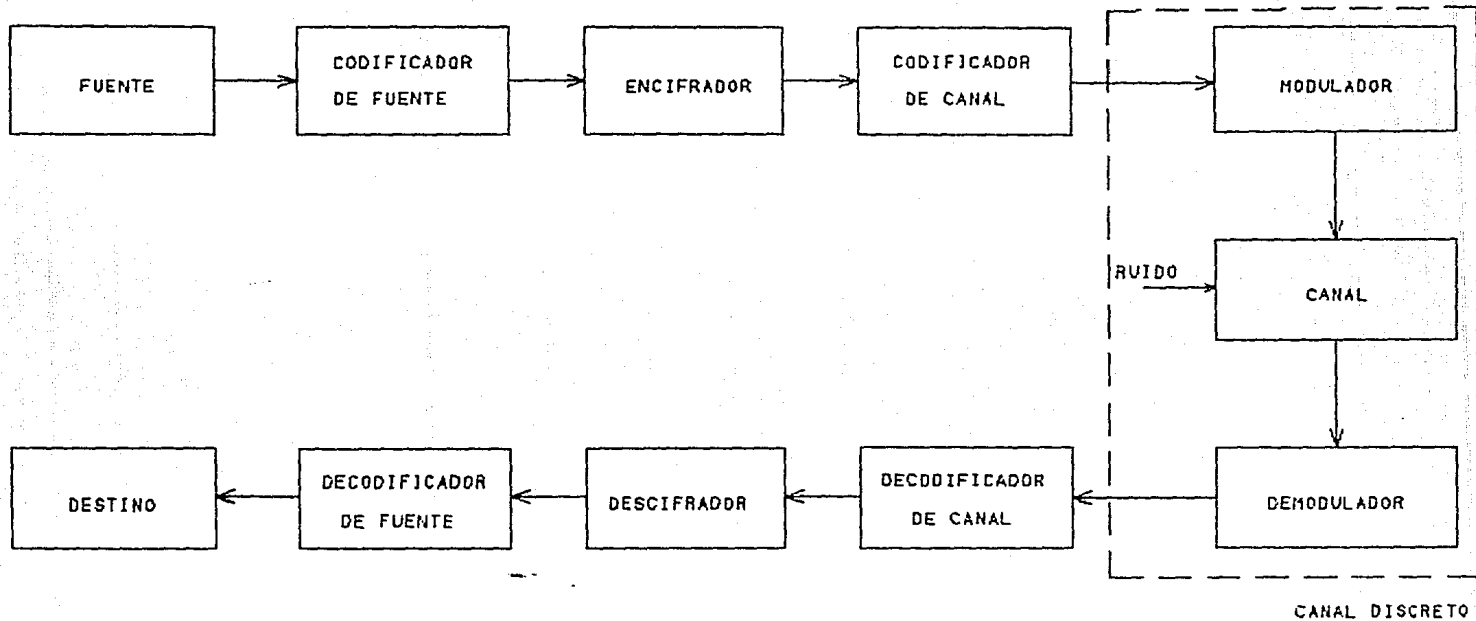 FUENTE
CODIFICADOR
DE FUENTE
ENCIFRADOR
CODIFICADOR
DE CANAL
MODULADOR
RUIDO
CANAL
DESTINO
DECODIFICADOR
DE FUENTE
DESCIFRADOR
DECODIFICADOR
DE CANAL
DEMODULADOR
CANAL DISCRETO